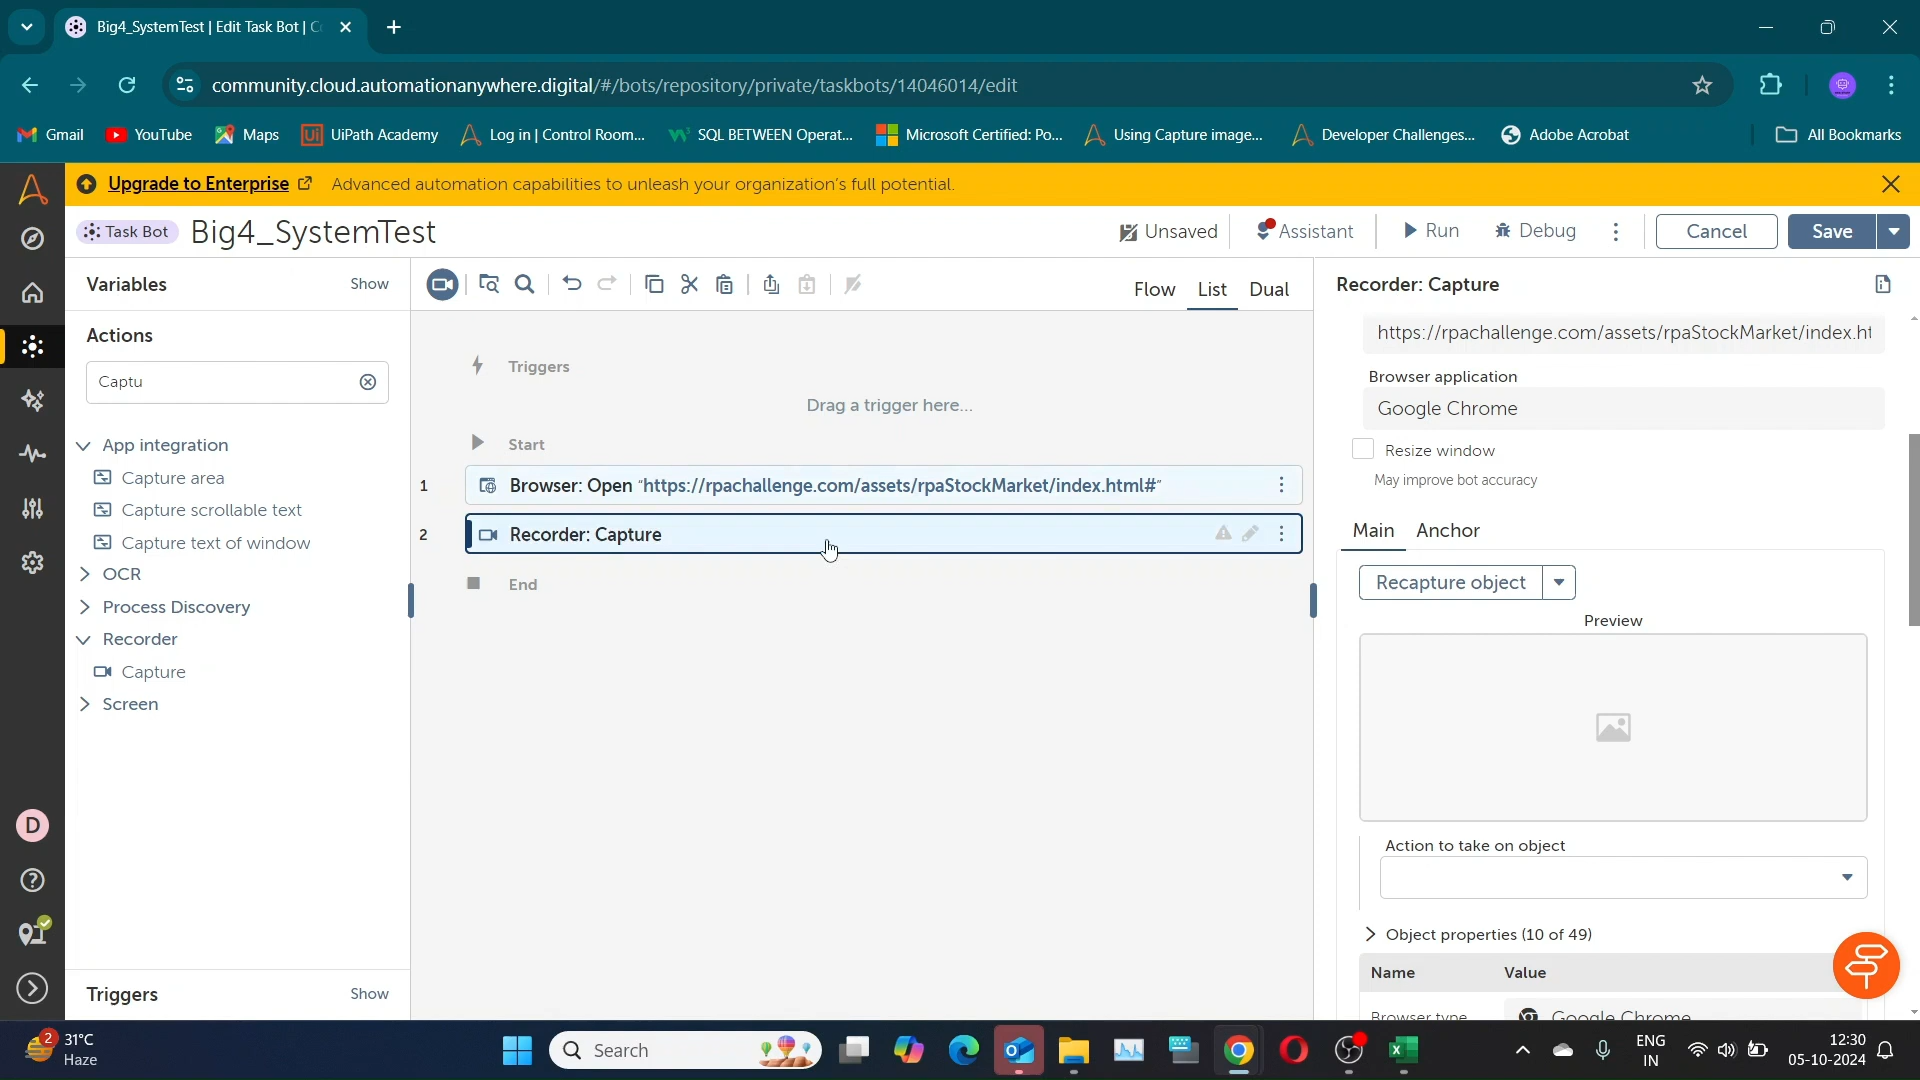 Big4_SystemTest | Edit Task Bot | Co
community.cloud.automationanywhere.digital/#/bots/repository/private/taskbots/14046014/edit
Gmail YouTube Maps UiPath Academy Log in | Control Room... SQL BETWEEN Operat... Microsoft Certified: Po... Using Capture image... Developer Challenges... Adobe Acrobat All Bookmarks
Upgrade to Enterprise Advanced automation capabilities to unleash your organization's full potential.
Task Bot Big4_SystemTest Unsaved Assistant Run Debug Cancel Save
Variables Show
Flow List Dual
Recorder: Capture
Actions
Captu
App integration
Capture area
Capture scrollable text
Capture text of window
OCR
Process Discovery
Recorder
Capture
Screen
Triggers Show
Triggers
Drag a trigger here...
Start
1 Browser: Open "https://rpachallenge.com/assets/rpaStockMarket/index.html#"
2 Recorder: Capture
End
https://rpachallenge.com/assets/rpaStockMarket/index.ht
Browser application
Google Chrome
Resize window
May improve bot accuracy
Main Anchor
Recapture object
Preview
Action to take on object
Object properties (10 of 49)
Name Value
Browser type Google Chrome
D
2 31°C
Haze
Search
ENG
IN
12:30
05-10-2024